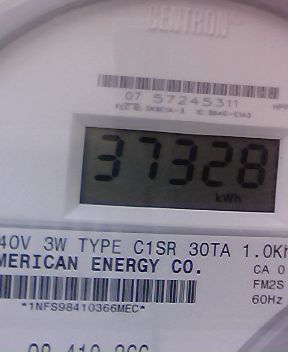 CENTRON
07 57245311
37328
kWh
40V 3W TYPE C1SR 30TA 1.0Kh
MERICAN ENERGY CO.
CA 0
FM2S
60Hz
*1NFS98410366MEC*